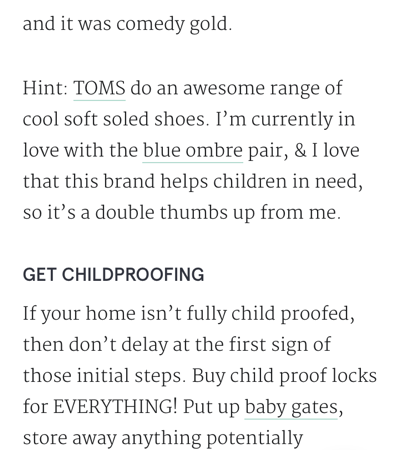 and it was comedy gold.
Hint: TOMS do an awesome range of
cool soft soled shoes. I’m currently in
love with the blue ombre pair, & I love
that this brand helps children in need,
so it’s a double thumbs up from me.
GET CHILDPROOFING
If your home isn’t fully child proofed,
then don’t delay at the first sign of
those initial steps. Buy child proof locks
for EVERYTHING! Put up baby gates,
store away anything potentially